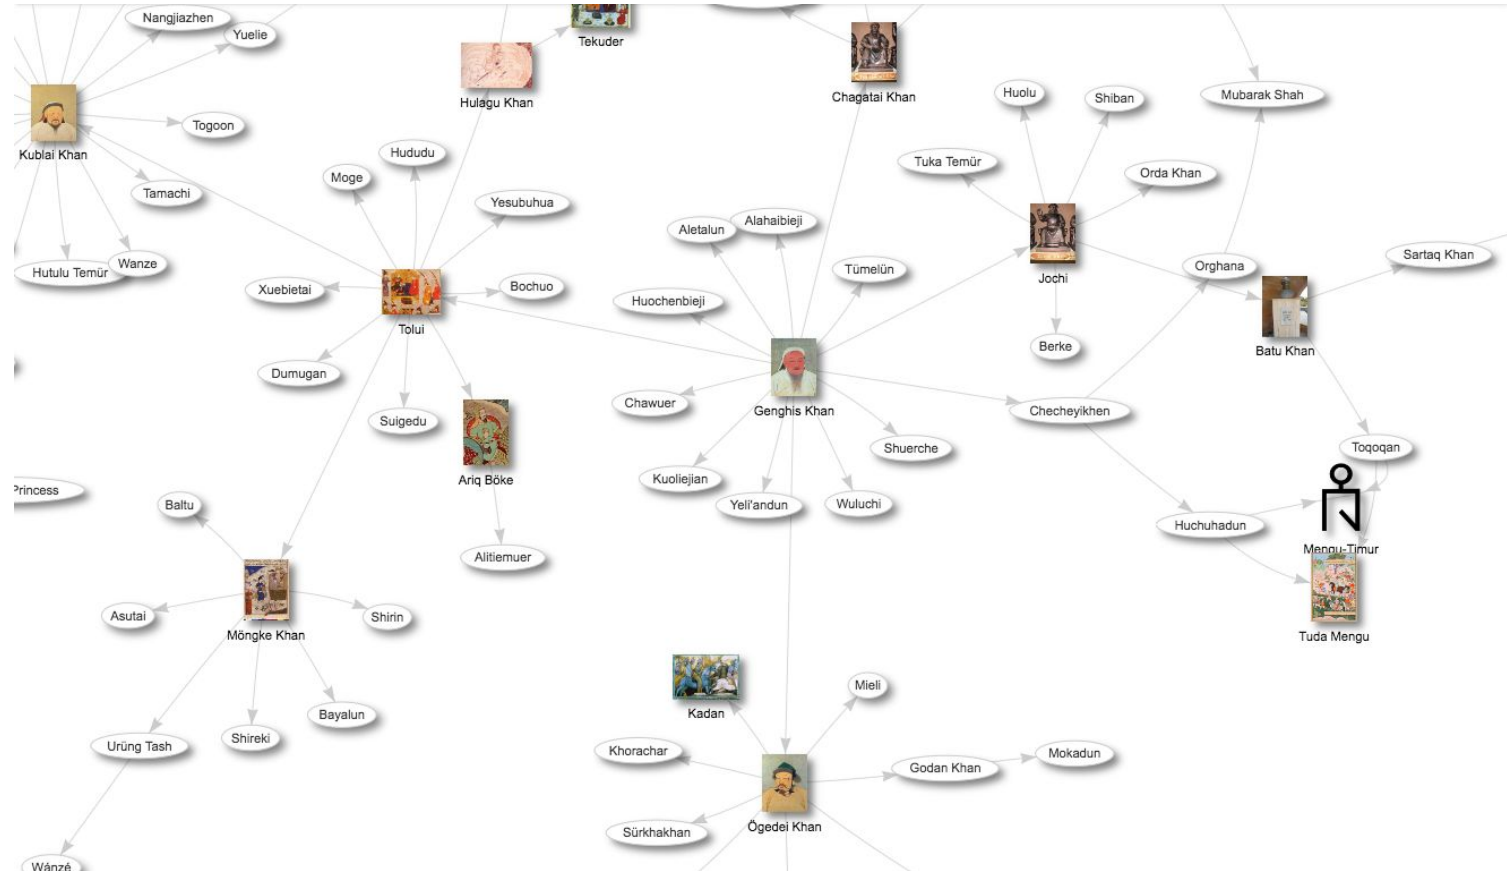 Nangjiazhen
Yuelie
Tekuder
Hulagu Khan
Chagatai Khan
Huolu
Shiban
Mubarak Shah
Togoon
Kublai Khan
Hududu
Moge
Tuka Temür
Orda Khan
Tamachi
Yesubuhua
Aletalun
Alahaibieji
Hutulu Temür
Wanze
Tümelün
Jochi
Orghana
Sartaq Khan
Xuebietai
Bochuo
Huochenbieji
Tolui
Berke
Batu Khan
Dumugan
Chawuer
Genghis Khan
Checheyikhen
Suigedu
Shuerche
Toqoqan
Ariq Böke
Kuoliejian
Princess
Baltu
Yeli'andun
Wuluchi
Huchuhadun
Mengu-Timur
Alitiemuer
Asutai
Shirin
Möngke Khan
Tuda Mengu
Mieli
Kadan
Bayalun
Urüng Tash
Shireki
Khorachar
Godan Khan
Mokadun
Sürkhakhan
Ögedei Khan
Wánzé